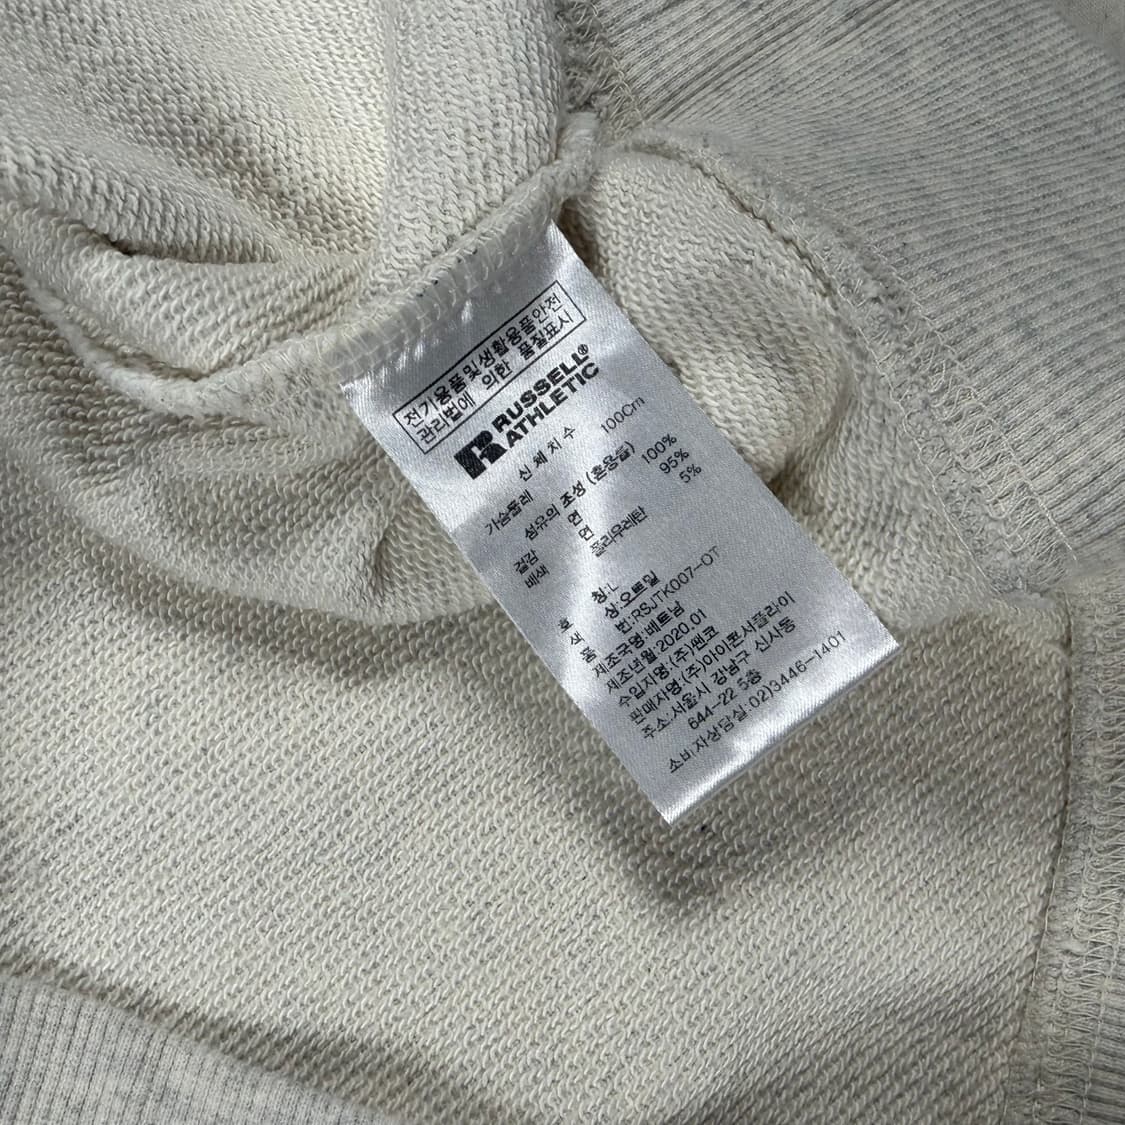 전기용품및생활용품안전
관리법에 의한 품질표시
RUSSELL®
ATHLETIC
신 체 치 수
가슴둘레 100Cm
섬유의 조성 (혼용률)
겉감 면 100%
배색 면 95%
폴리우레탄 5%
호 칭:L
색 상:오트밀
품 번:RSJTK007-OT
제조국명:베트남
제조년월:2020.01
수입자명:(주)팬코
판매자명:(주)아이콘서플라이
주소:서울시 강남구 신사동
644-22 5층
소비자상담실:02)3446-1401